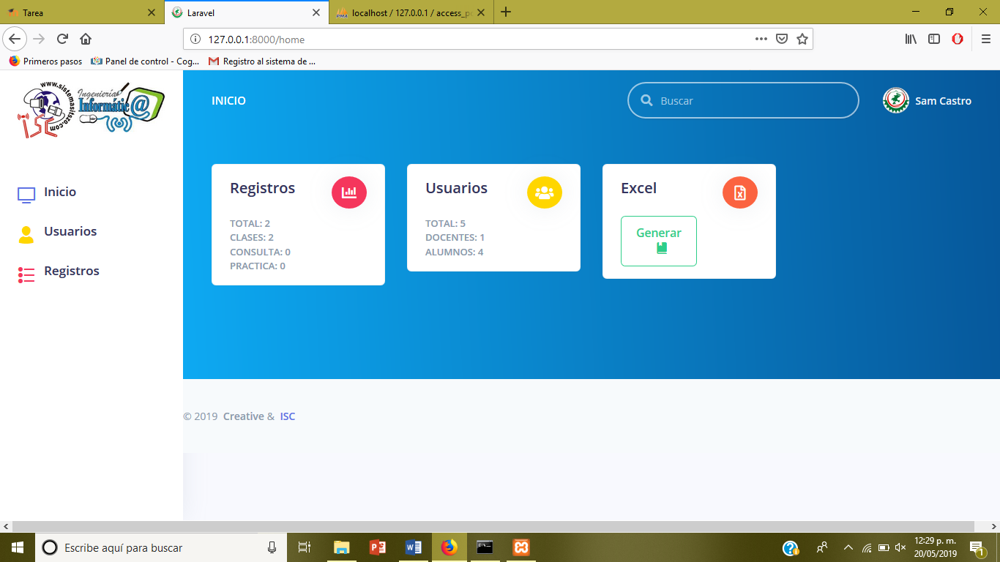 Tarea
Laravel
localhost / 127.0.0.1 / access_p
127.0.0.1:8000/home
Primeros pasos
Panel de control - Cog...
Registro al sistema de ...
www.sistemasitszo.com
ISC
Ingeniería
Informátic@
INICIO
Buscar
Sam Castro
Inicio
Usuarios
Registros
Registros
TOTAL: 2
CLASES: 2
CONSULTA: 0
PRACTICA: 0
Usuarios
TOTAL: 5
DOCENTES: 1
ALUMNOS: 4
Excel
Generar
© 2019 Creative & ISC
Escribe aquí para buscar
12:29 p. m.
20/05/2019
1